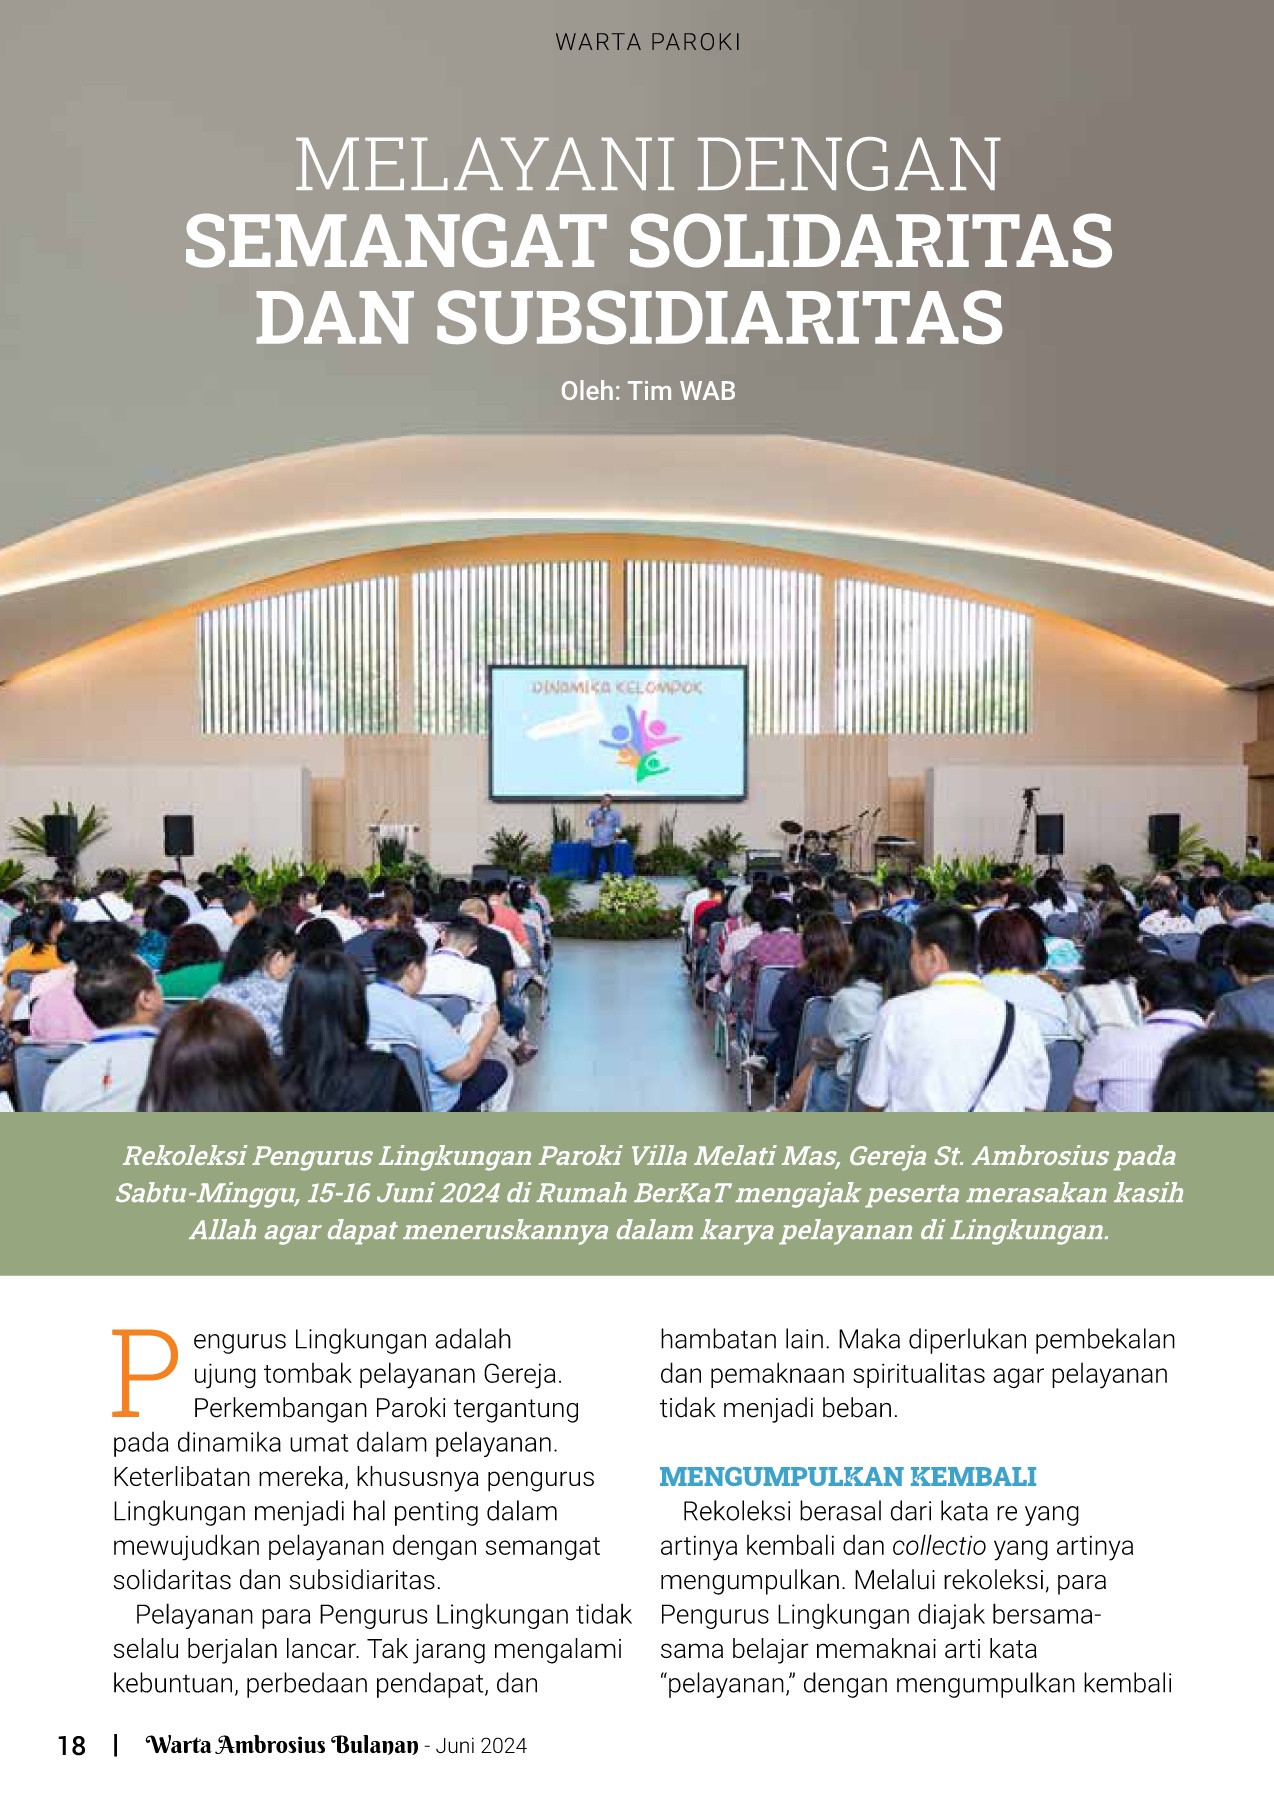 WARTA PAROKI
MELAYANI DENGAN
SEMANGAT SOLIDARITAS
DAN SUBSIDIARITAS
Oleh: Tim WAB
DINAMIKA KELOMPOK
Rekoleksi Pengurus Lingkungan Paroki Villa Melati Mas, Gereja St. Ambrosius pada
Sabtu-Minggu, 15-16 Juni 2024 di Rumah BerKaT mengajak peserta merasakan kasih
Allah agar dapat meneruskannya dalam karya pelayanan di Lingkungan.
Pengurus Lingkungan adalah
ujung tombak pelayanan Gereja.
Perkembangan Paroki tergantung
pada dinamika umat dalam pelayanan.
Keterlibatan mereka, khususnya pengurus
Lingkungan menjadi hal penting dalam
mewujudkan pelayanan dengan semangat
solidaritas dan subsidiaritas.
Pelayanan para Pengurus Lingkungan tidak
selalu berjalan lancar. Tak jarang mengalami
kebuntuan, perbedaan pendapat, dan
hambatan lain. Maka diperlukan pembekalan
dan pemaknaan spiritualitas agar pelayanan
tidak menjadi beban.
MENGUMPULKAN KEMBALI
Rekoleksi berasal dari kata re yang
artinya kembali dan collectio yang artinya
mengumpulkan. Melalui rekoleksi, para
Pengurus Lingkungan diajak bersama-
sama belajar memaknai arti kata
“pelayanan,” dengan mengumpulkan kembali
18 | Warta Ambrosius Bulanan - Juni 2024